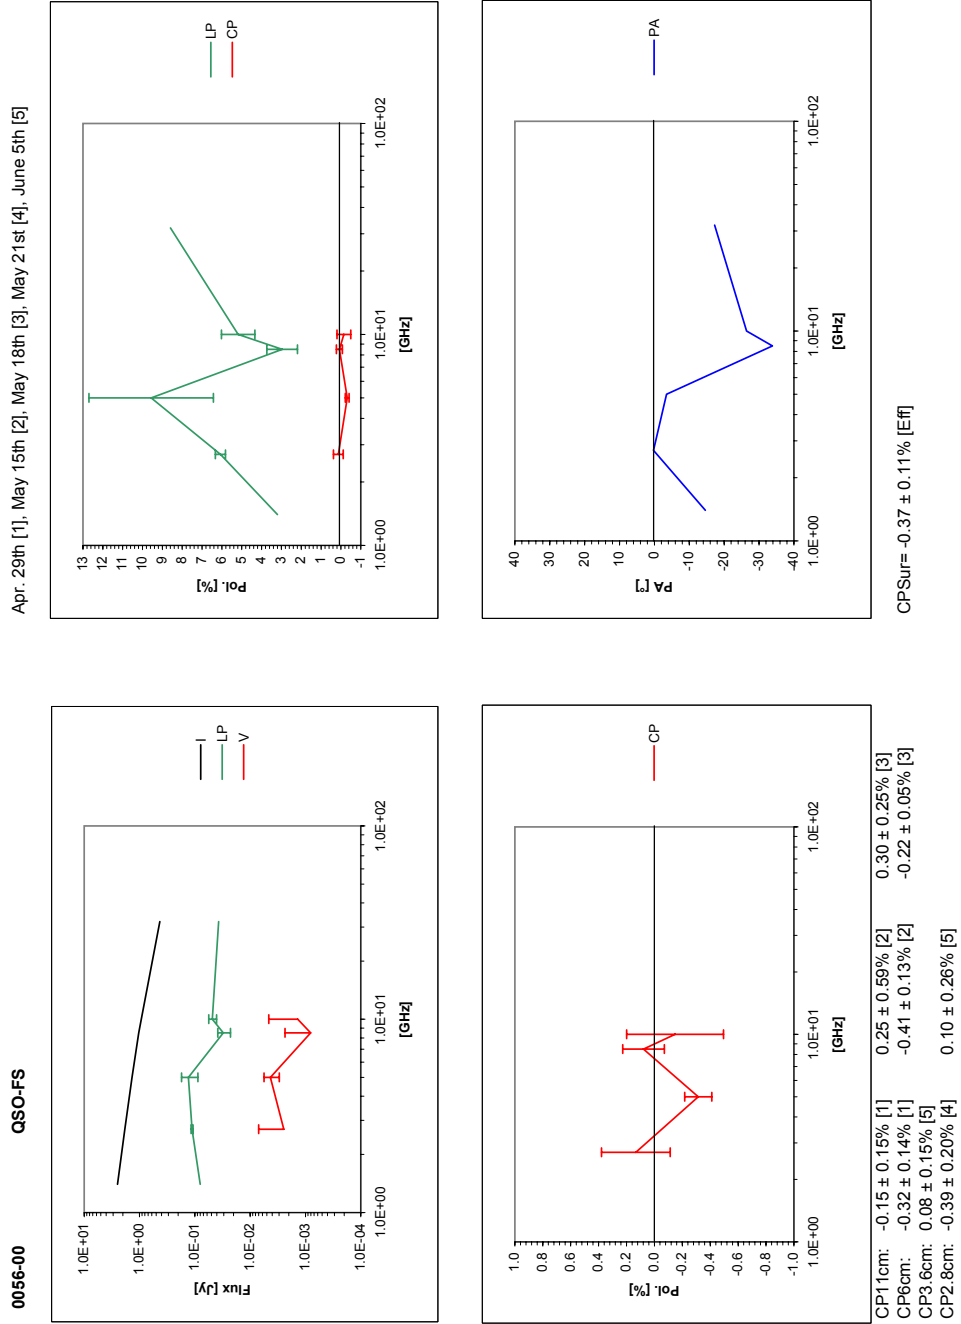 0056-00 QSO-FS Apr. 29th [1], May 15th [2], May 18th [3], May 21st [4], June 5th [5]
1.0E+01
1.0E+00
1.0E-01
1.0E-02
1.0E-03
1.0E-04
Flux [Jy]
1.0E+00 1.0E+01 1.0E+02
[GHz]
I
LP
V
13
12
11
10
9
8
7
6
5
4
3
2
1
0
-1
Pol. [%]
1.0E+00 1.0E+01 1.0E+02
[GHz]
LP
CP
1.0
0.8
0.6
0.4
0.2
0.0
-0.2
-0.4
-0.6
-0.8
-1.0
Pol. [%]
1.0E+00 1.0E+01 1.0E+02
[GHz]
CP
40
30
20
10
0
-10
-20
-30
-40
PA [°]
1.0E+00 1.0E+01 1.0E+02
[GHz]
PA
CP11cm: -0.15 ± 0.15% [1] 0.25 ± 0.59% [2] 0.30 ± 0.25% [3]
CP6cm: -0.32 ± 0.14% [1] -0.41 ± 0.13% [2] -0.22 ± 0.05% [3]
CP3.6cm: 0.08 ± 0.15% [5]
CP2.8cm: -0.39 ± 0.20% [4] 0.10 ± 0.26% [5]
CPSur= -0.37 ± 0.11% [Eff]